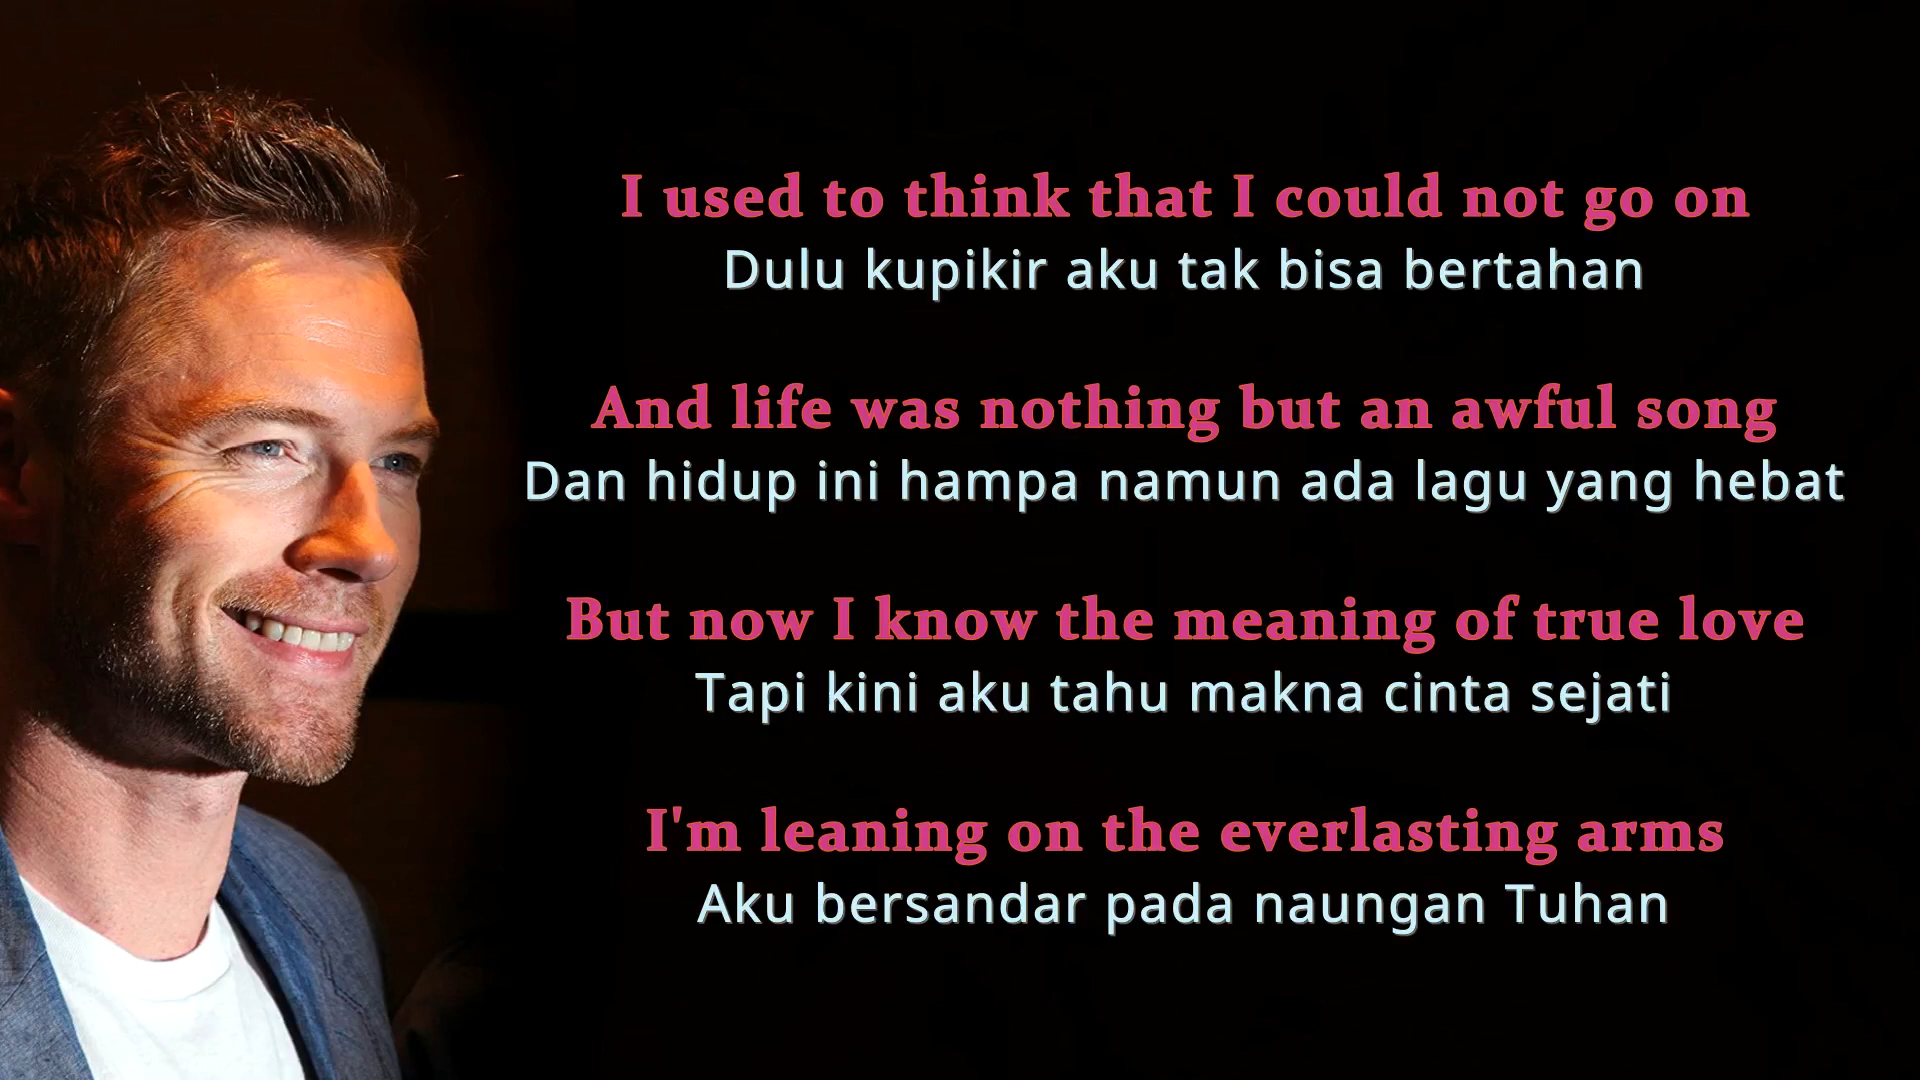 I used to think that I could not go on
Dulu kupikir aku tak bisa bertahan
And life was nothing but an awful song
Dan hidup ini hampa namun ada lagu yang hebat
But now I know the meaning of true love
Tapi kini aku tahu makna cinta sejati
I'm leaning on the everlasting arms
Aku bersandar pada naungan Tuhan